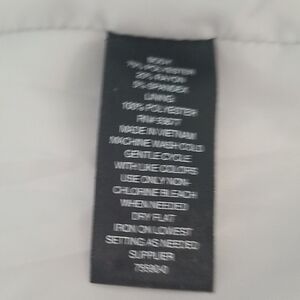 BODY
POLYESTER
20% RAYON
5% SPANDEX
LINING
100% POLYESTER
MADE IN VIETNAM
MACHINE WASH COLD
GENTLE CYCLE
WITH LIKE COLORS
USE ONLY NON-
CHLORINE BLEACH
WHEN NEEDED
DRY FLAT
IRON ON LOWEST
SETTING AS NEEDED
SUPPLIER